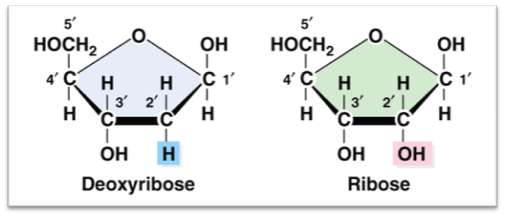 5′ 5′
HOCH₂ O OH HOCH₂ O OH
4′ C H H C 1′ 4′ C H H C 1′
H 3′ 2′ H H 3′ 2′ H
C C C C
OH H OH OH
Deoxyribose Ribose